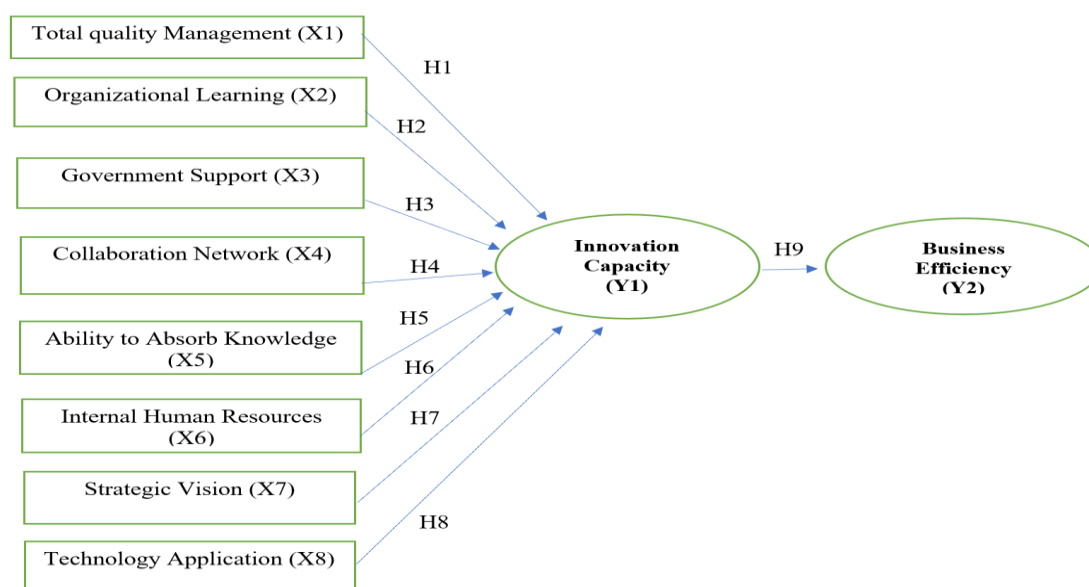 Total quality Management (X1)
H1
Organizational Learning (X2)
H2
Government Support (X3)
H3
Collaboration Network (X4)
H4
Ability to Absorb Knowledge
(X5)
H5
Internal Human Resources
(X6)
H6
Strategic Vision (X7)
H7
Technology Application (X8)
H8
Innovation
Capacity
(Y1)
H9
Business
Efficiency
(Y2)